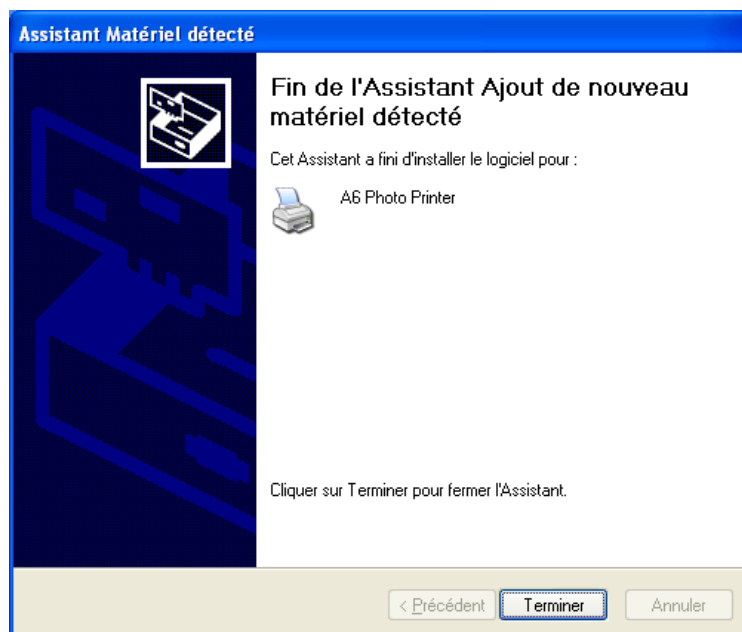 Assistant Matériel détecté
Fin de l'Assistant Ajout de nouveau
matériel détecté
Cet Assistant a fini d'installer le logiciel pour :
A6 Photo Printer
Cliquer sur Terminer pour fermer l'Assistant.
< Précédent
Terminer
Annuler